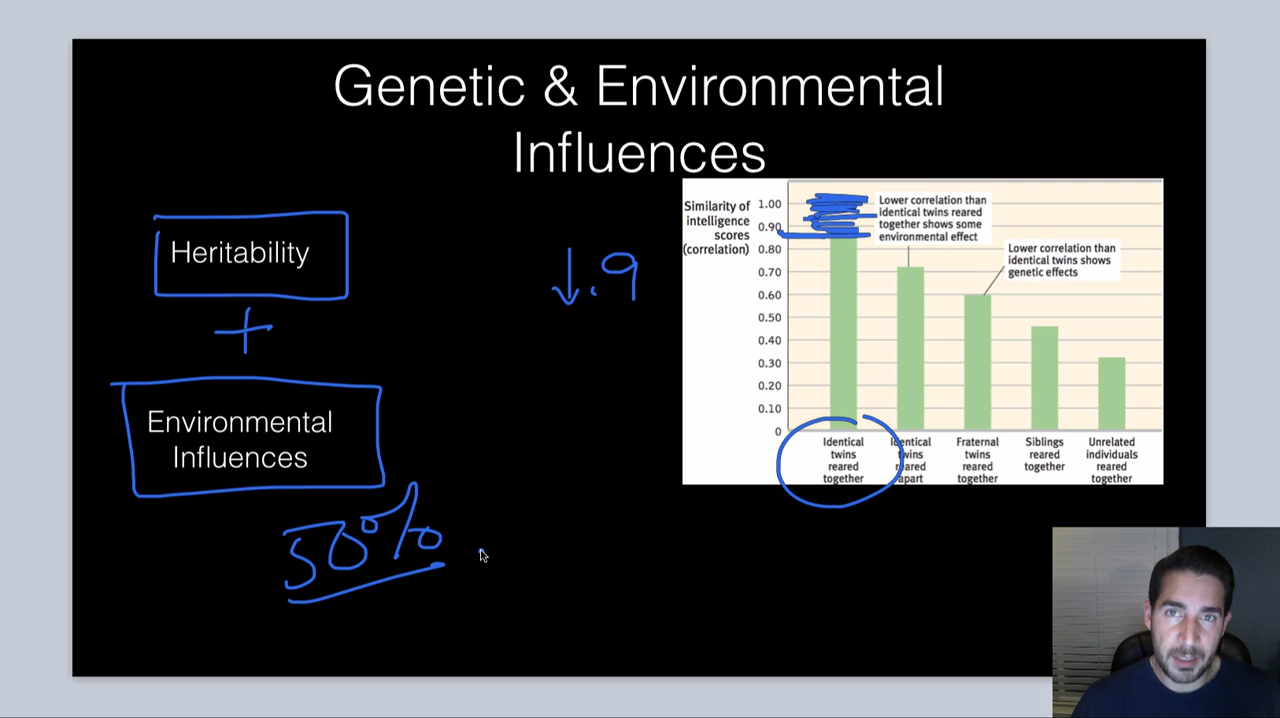 Genetic & Environmental
Influences
Heritability
+
Environmental
Influences
50%
↓.9
Similarity of
intelligence
scores
(correlation)
1.00
0.90
0.80
0.70
0.60
0.50
0.40
0.30
0.20
0.10
0
Lower correlation than
identical twins reared
together shows some
environmental effect
Lower correlation than
identical twins shows
genetic effects
Identical
twins
reared
together
Identical
twins
reared
apart
Fraternal
twins
reared
together
Siblings
reared
together
Unrelated
individuals
reared
together